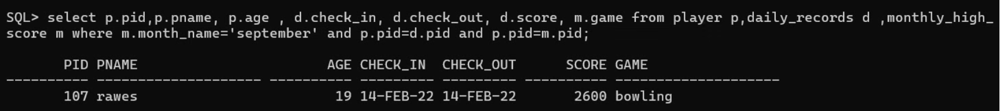 SQL> select p.pid,p.pname, p.age , d.check_in, d.check_out, d.score, m.game from player p,daily_records d ,monthly_high_
score m where m.month_name='september' and p.pid=d.pid and p.pid=m.pid;
       PID PNAME                       AGE CHECK_IN  CHECK_OUT      SCORE GAME
---------- -------------------- ---------- --------- --------- ---------- --------------------
       107 rawes                        19 14-FEB-22 14-FEB-22       2600 bowling